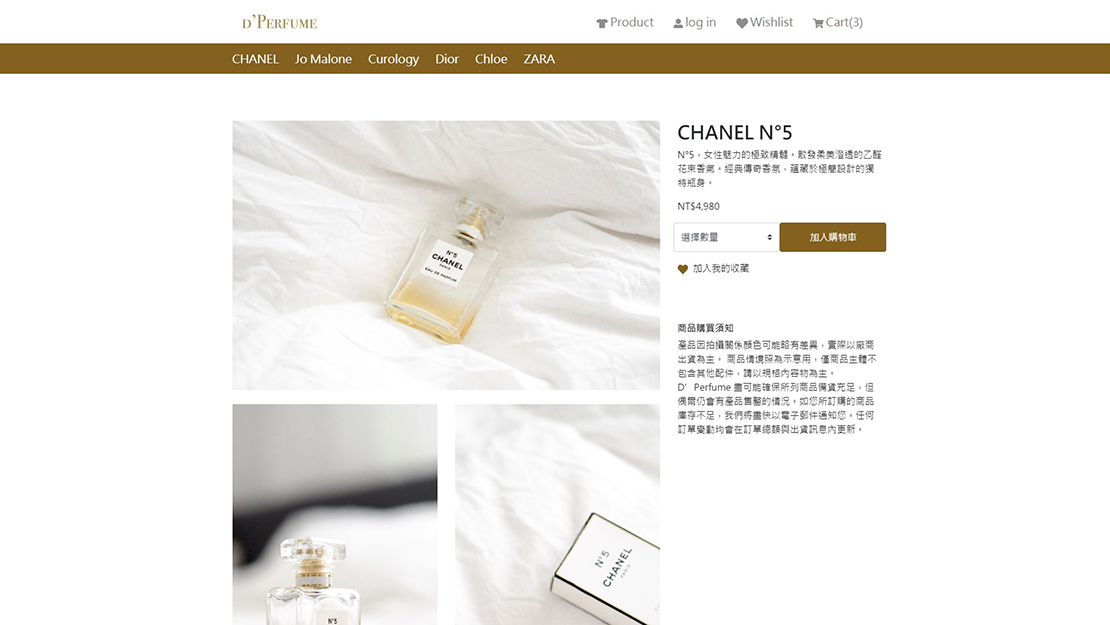 D'PERFUME
Product log in Wishlist Cart(3)
CHANEL Jo Malone Curology Dior Chloe ZARA
CHANEL N°5
N°5，女性魅力的極致精髓。散發柔美澄透的乙醛
花束香氣。經典傳奇香氛，蘊藏於極簡設計的獨
特瓶身。
NT$4,980
選擇數量
加入購物車
加入我的收藏
商品購買須知
產品因拍攝關係顏色可能略有差異，實際以廠商
出貨為主。 商品情境照為示意用，僅商品主體不
包含其他配件，請以規格內容物為主。
D’ Perfume 盡可能確保所列商品備貨充足，但
偶爾仍會有產品售罄的情況。如您所訂購的商品
庫存不足，我們將盡快以電子郵件通知您。任何
訂單變動均會在訂單總額與出貨訊息內更新。
N°5
CHANEL
PARIS
EAU DE PARFUM
N°5
N°5
CHANEL
PARIS